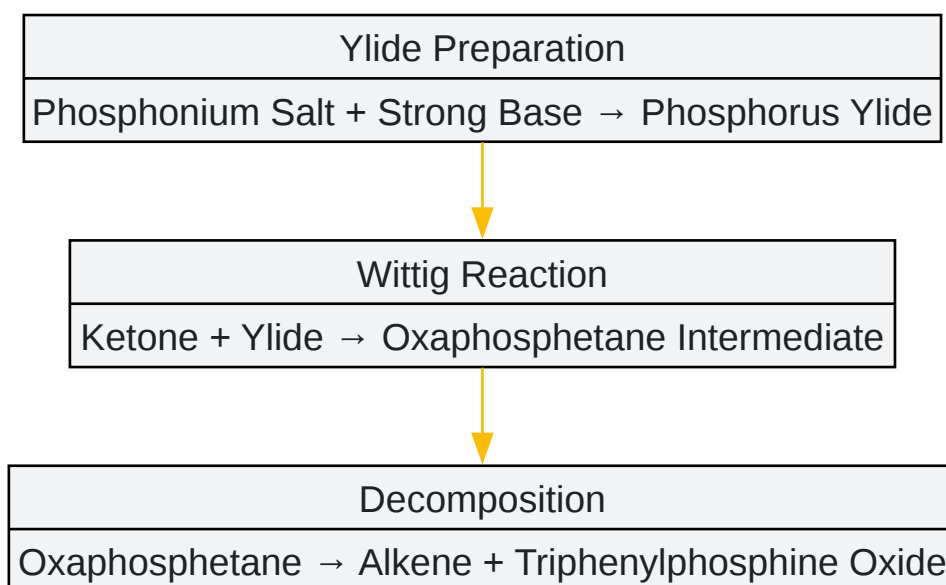 Ylide Preparation
Phosphonium Salt + Strong Base → Phosphorus Ylide
Wittig Reaction
Ketone + Ylide → Oxaphosphetane Intermediate
Decomposition
Oxaphosphetane → Alkene + Triphenylphosphine Oxide